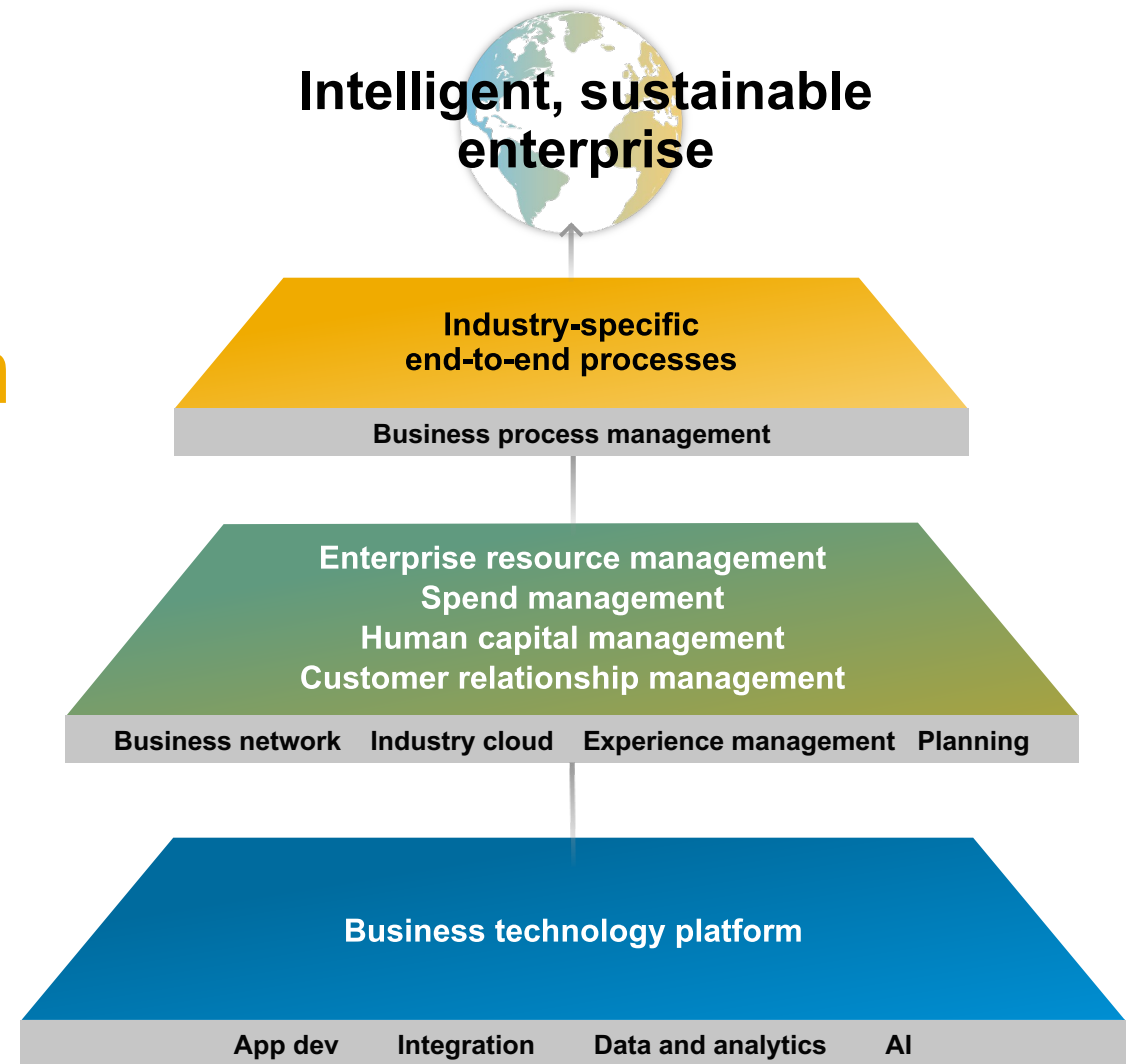 Intelligent, sustainable
enterprise
Industry-specific
end-to-end processes
Business process management
Enterprise resource management
Spend management
Human capital management
Customer relationship management
Business network Industry cloud Experience management Planning
Business technology platform
App dev Integration Data and analytics AI